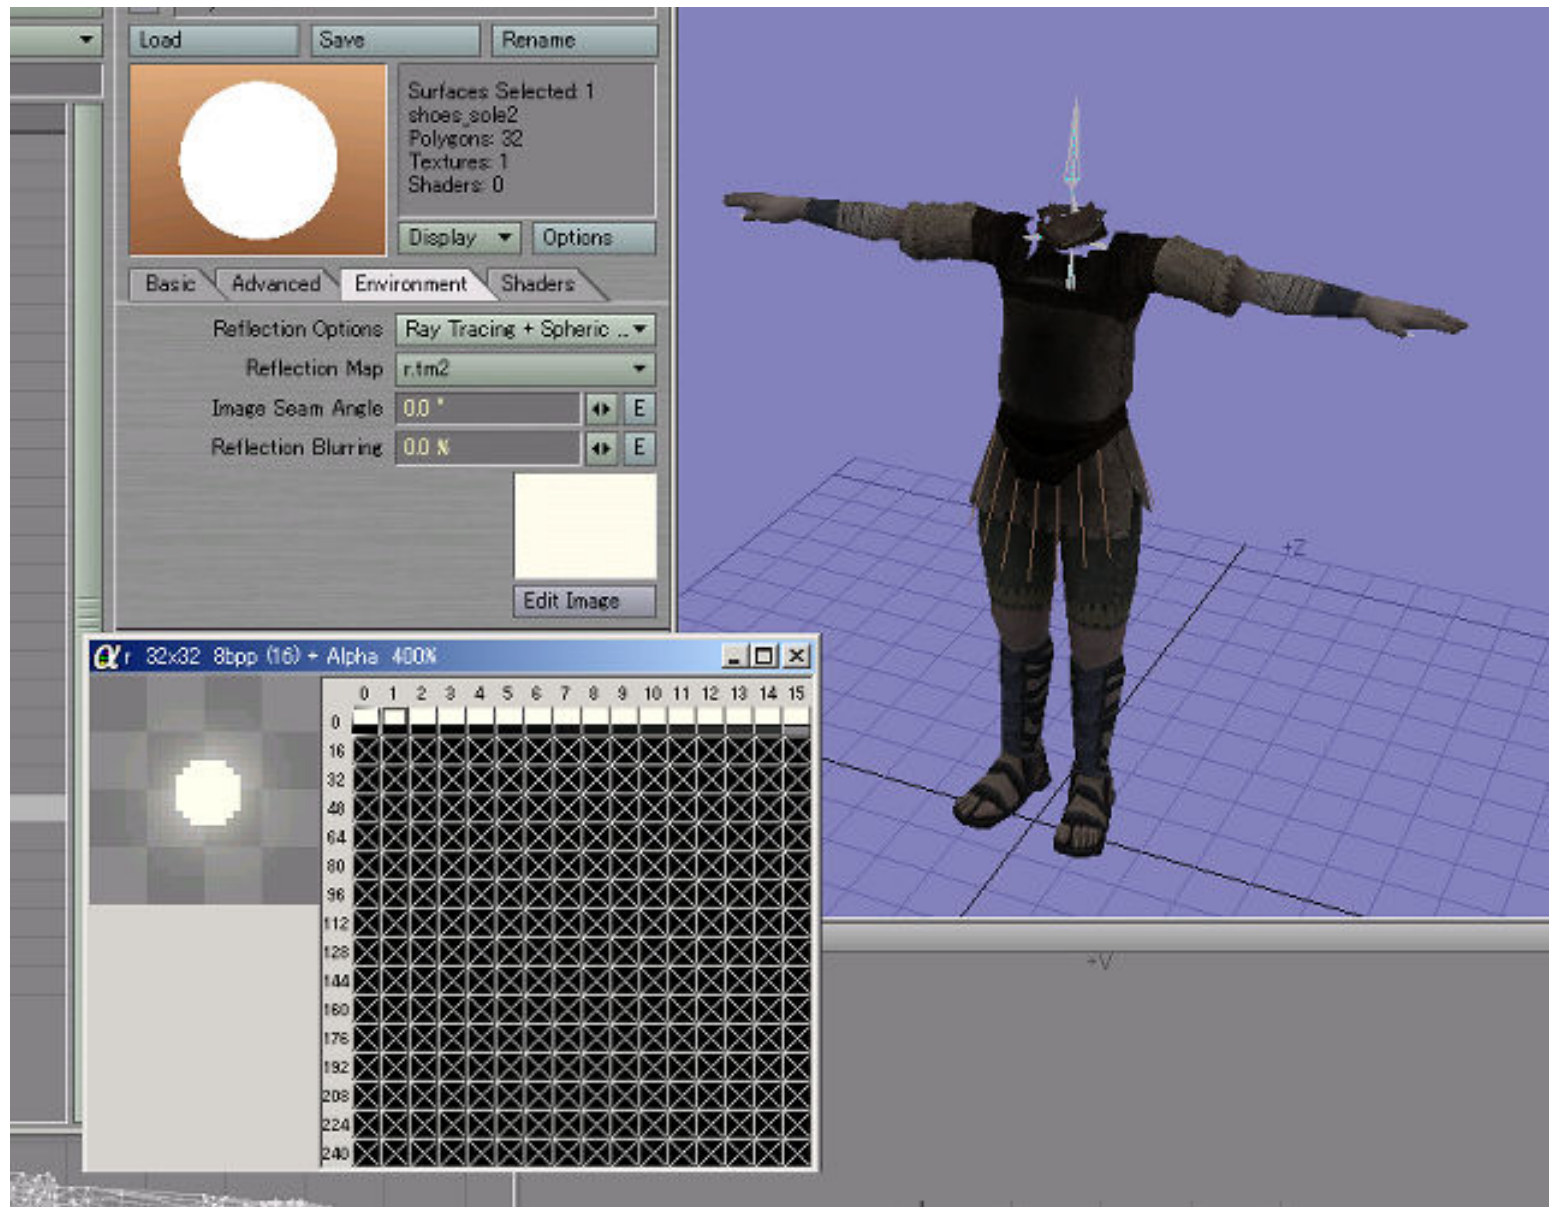 Load Save Rename
Surfaces Selected: 1
shoes_sole2
Polygons: 32
Textures: 1
Shaders: 0
Display Options
Basic Advanced Environment Shaders
Reflection Options Ray Tracing + Spheric ...
Reflection Map r.tm2
Image Seam Angle 0.0 ° E
Reflection Blurring 0.0 % E
Edit Image
+Z
r 32x32 8bpp (16) + Alpha 400%
0 1 2 3 4 5 6 7 8 9 10 11 12 13 14 15
0
16
32
48
64
80
96
112
128
144
160
176
192
208
224
240
+V